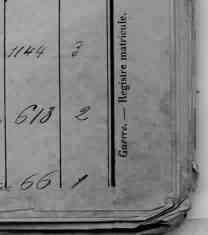 1144 3
613 2
66 1
Guerre. — Registre matricule.